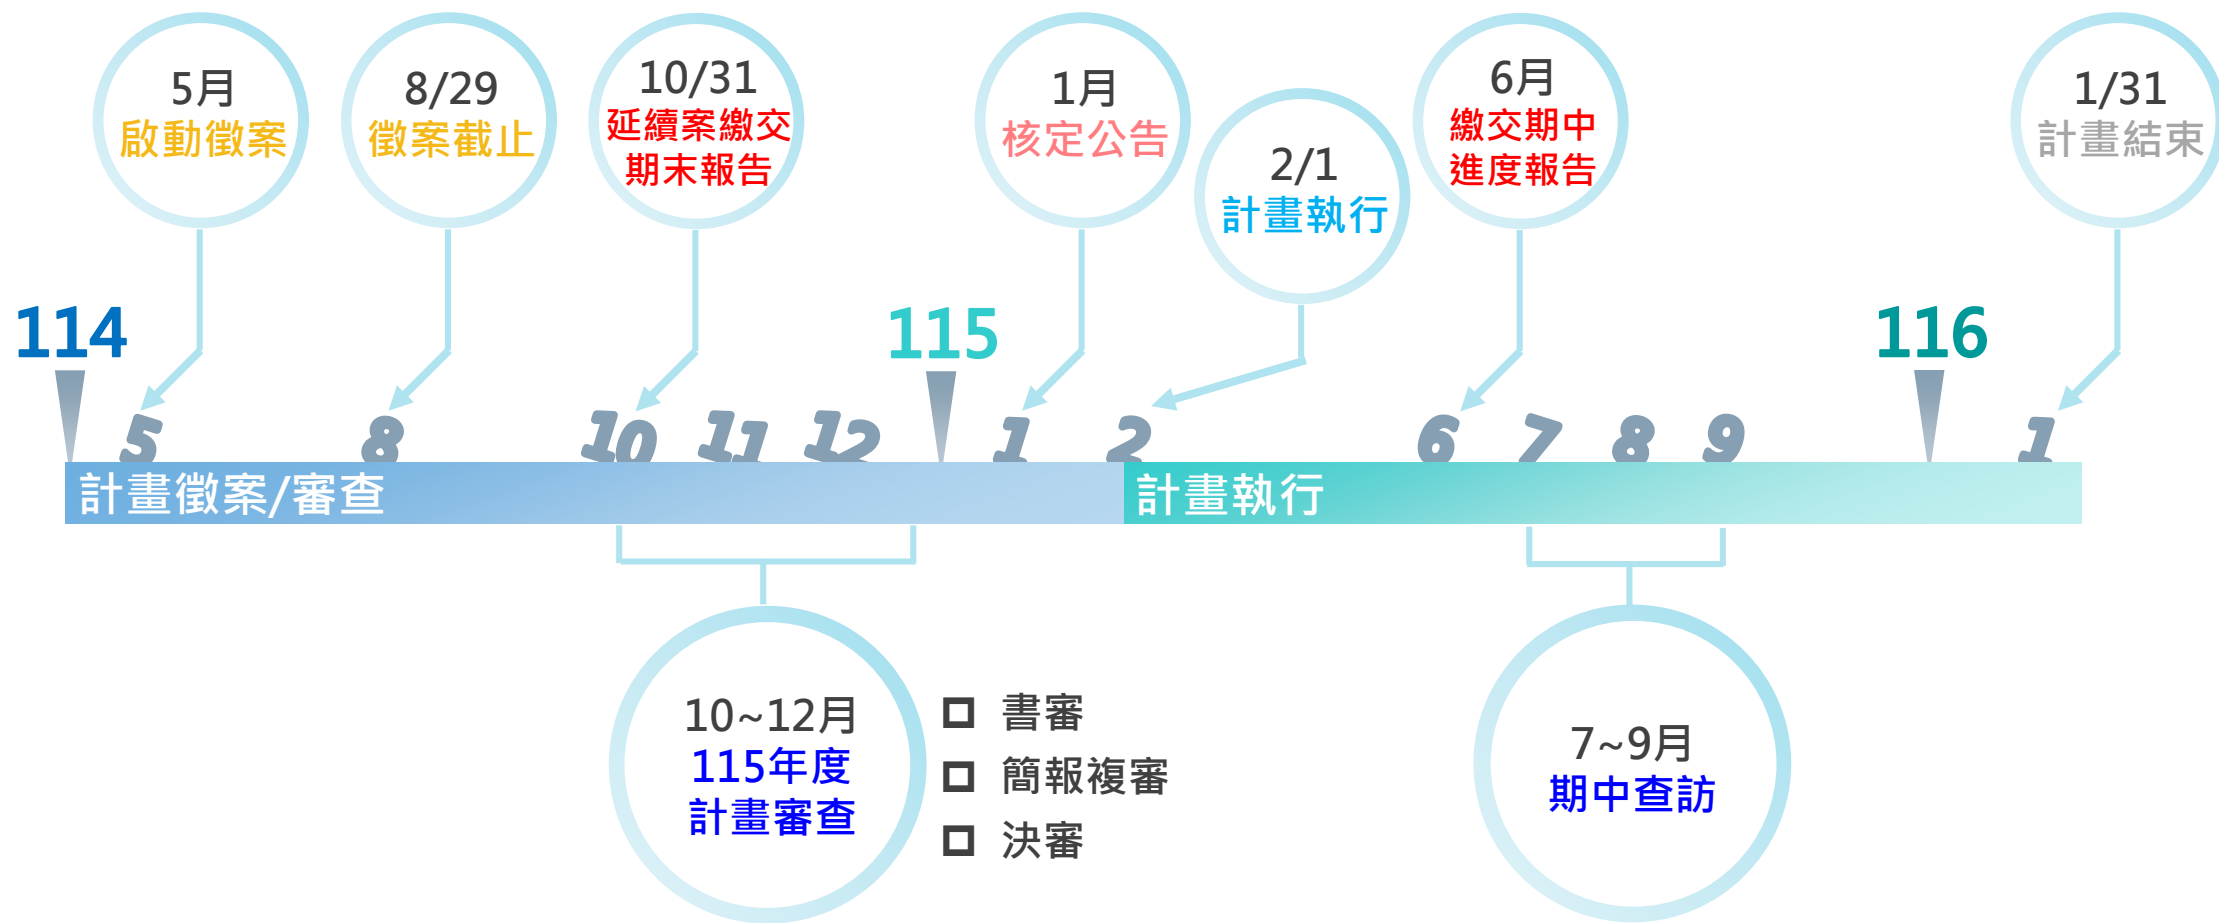 5月
啟動徵案
8/29
徵案截止
10/31
延續案繳交
期末報告
1月
核定公告
2/1
計畫執行
6月
繳交期中
進度報告
1/31
計畫結束
114
115
116
5
8
10
11
12
1
2
6
7
8
9
1
計畫徵案/審查
計畫執行
10~12月
115年度
計畫審查
書審
簡報複審
決審
7~9月
期中查訪